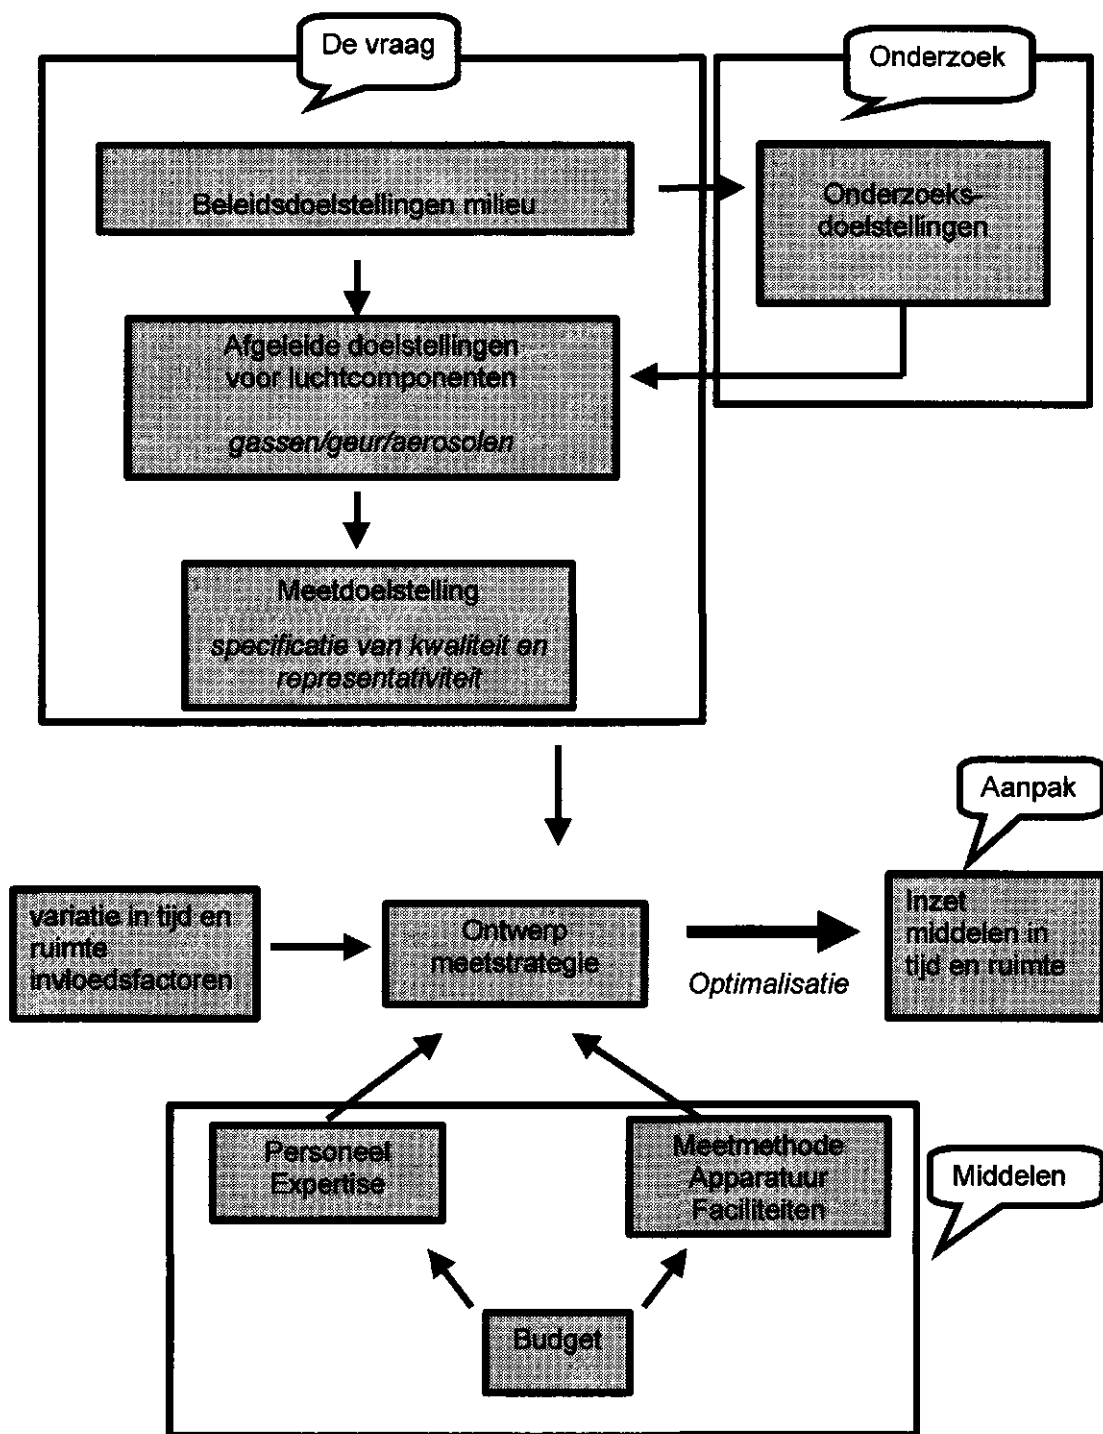 De vraag
Onderzoek
Beleidsdoelstellingen milieu
Onderzoeks-
doelstellingen
Afgeleide doelstellingen
voor luchtcomponenten
gassen/geur/aerosolen
Meetdoelstelling
specificatie van kwaliteit en
representativiteit
Aanpak
variatie in tijd en
ruimte
invloedsfactoren
Ontwerp
meetstrategie
Optimalisatie
Inzet
middelen in
tijd en ruimte
Personeel
Expertise
Meetmethode
Apparatuur
Faciliteiten
Middelen
Budget